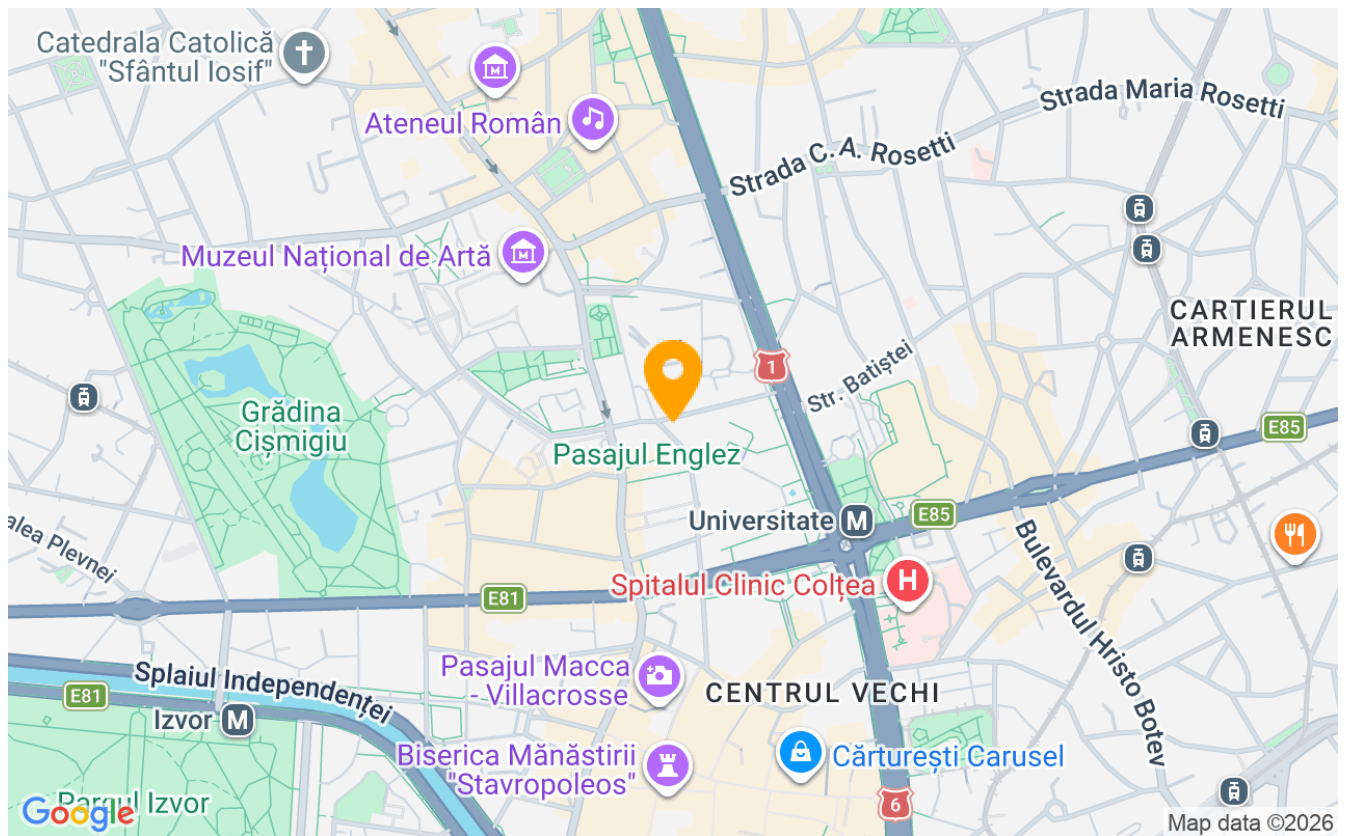 Catedrala Catolică
"Sfântul Iosif"
Ateneul Român
Strada Maria Rosetti
Strada C. A. Rosetti
Muzeul Național de Artă
CARTIERUL
ARMENESC
1
Str. Batiștei
Grădina
Cișmigiu
E85
Pasajul Englez
Universitate
M
E85
alea Plevnei
Bulevardul Hristo Botev
Spitalul Clinic Colțea
H
E81
Splaiul Independenței
Pasajul Macca
- Villacrosse
CENTRUL VECHI
E81
Izvor
M
Biserica Mănăstirii
"Stavropoleos"
Cărturești Carusel
Parcul Izvor
Google
6
Map data ©2026